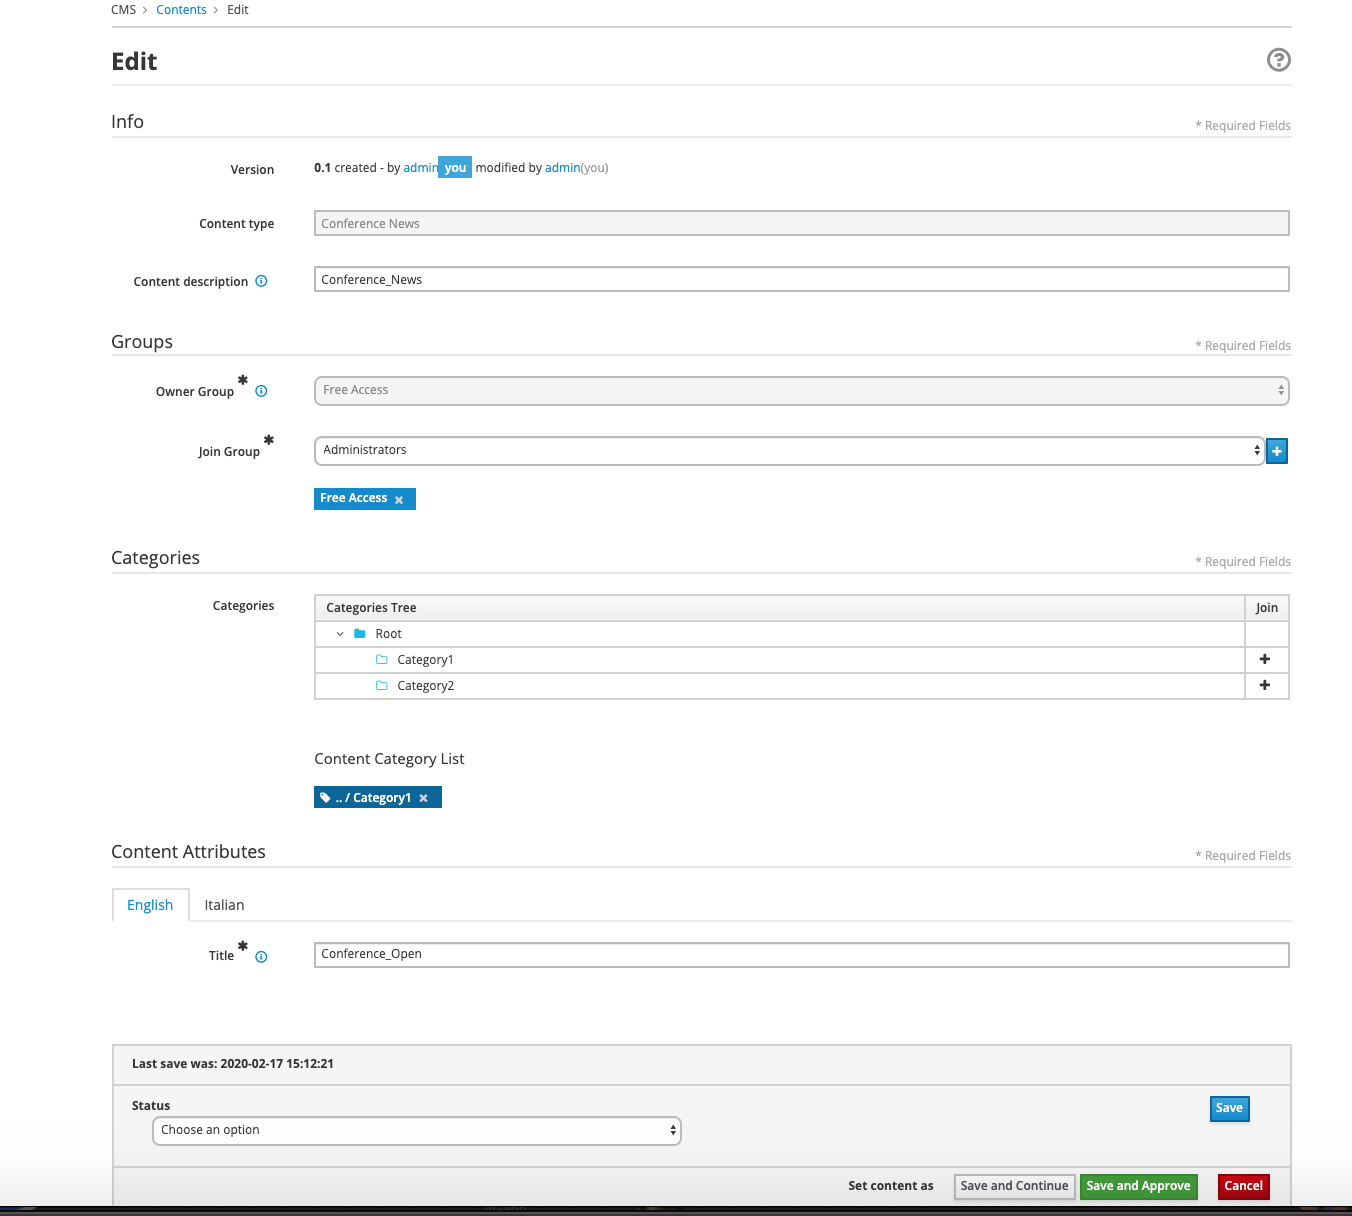 CMS > Contents > Edit
Edit
Info
* Required Fields
Version
0.1 created - by admin you modified by admin(you)
Content type
Conference News
Content description
Conference_News
Groups
* Required Fields
Owner Group *
Free Access
Join Group *
Administrators
Free Access
Categories
* Required Fields
Categories
Categories Tree
Join
Root
Category1
Category2
Content Category List
.. / Category1
Content Attributes
* Required Fields
English
Italian
Title *
Conference_Open
Last save was: 2020-02-17 15:12:21
Status
Save
Choose an option
Set content as
Save and Continue
Save and Approve
Cancel